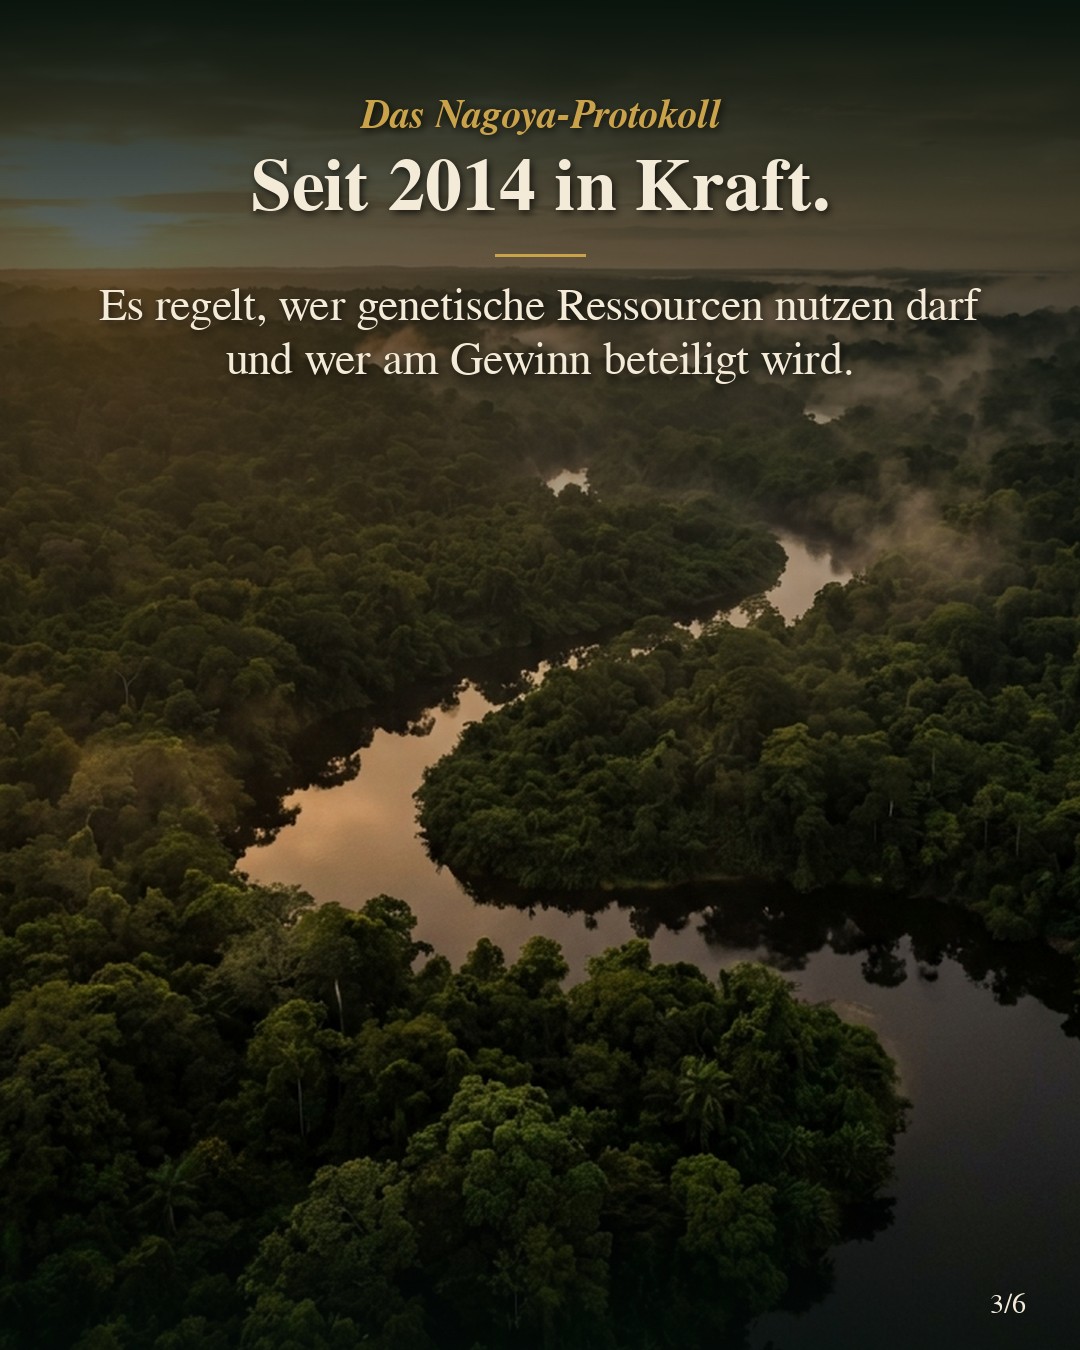 Das Nagoya-Protokoll
Seit 2014 in Kraft.
Es regelt, wer genetische Ressourcen nutzen darf
und wer am Gewinn beteiligt wird.
3/6